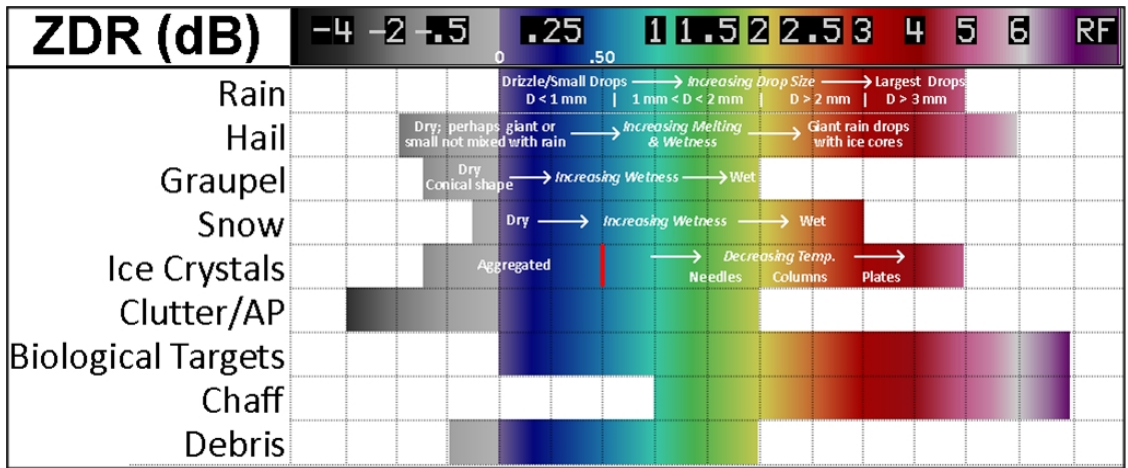 ZDR (dB)
-4 -2 -.5 .25 1 1.5 2 2.5 3 4 5 6 RF
0 .50
Rain
Drizzle/Small Drops → Increasing Drop Size → Largest Drops
D < 1 mm | 1 mm < D < 2 mm | D > 2 mm | D > 3 mm
Hail
Dry; perhaps giant or
small not mixed with rain
→ Increasing Melting
& Wetness
→ Giant rain drops
with ice cores
Graupel
Dry
Conical shape
→ Increasing Wetness → Wet
Snow
Dry → Increasing Wetness → Wet
Ice Crystals
Aggregated
→ Decreasing Temp. →
Needles Columns Plates
Clutter/AP
Biological Targets
Chaff
Debris